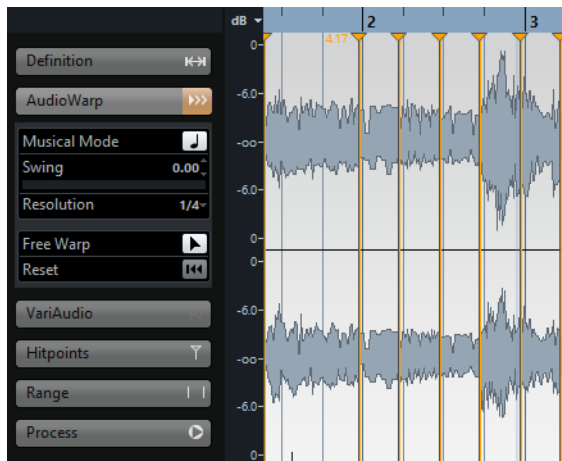 dB 2 3
4.17
Definition
AudioWarp
Musical Mode
Swing 0.00
Resolution 1/4
Free Warp
Reset
VariAudio
Hitpoints
Range
Process
0-
-6.0-
-oo-
-6.0-
0-
0-
-6.0-
-oo-
-6.0-
0-